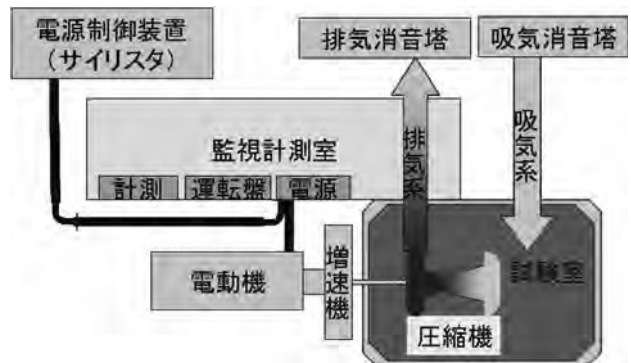 電源制御装置
（サイリスタ）
排気消音塔
吸気消音塔
監視計測室
計測
運転盤
電源
排気系
吸気系
電動機
増速機
試験室
圧縮機